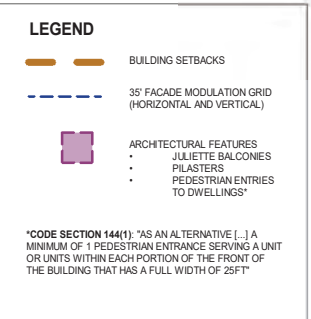 LEGEND
BUILDING SETBACKS
35' FACADE MODULATION GRID
(HORIZONTAL AND VERTICAL)
ARCHITECTURAL FEATURES
• JULIETTE BALCONIES
• PILASTERS
• PEDESTRIAN ENTRIES
TO DWELLINGS*
*CODE SECTION 144(1): "AS AN ALTERNATIVE [...] A
MINIMUM OF 1 PEDESTRIAN ENTRANCE SERVING A UNIT
OR UNITS WITHIN EACH PORTION OF THE FRONT OF
THE BUILDING THAT HAS A FULL WIDTH OF 25FT"